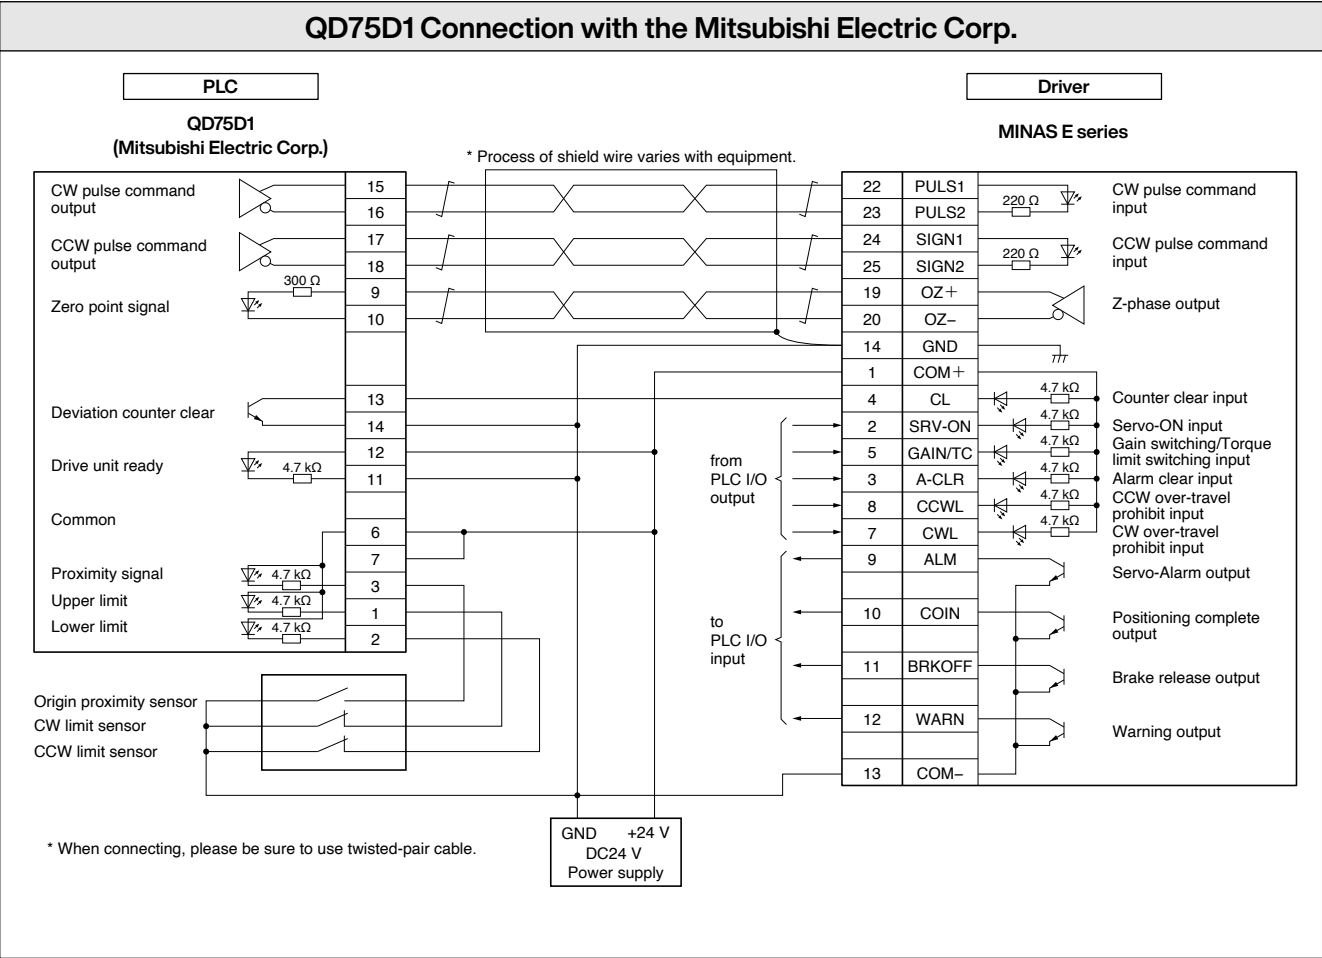 QD75D1 Connection with the Mitsubishi Electric Corp.
PLC
QD75D1
(Mitsubishi Electric Corp.)
Driver
MINAS E series
* Process of shield wire varies with equipment.
CW pulse command
output
15
16
CCW pulse command
output
17
18
300 Ω
Zero point signal
9
10
Deviation counter clear
13
14
Drive unit ready
4.7 kΩ
12
11
Common
6
7
Proximity signal
4.7 kΩ
3
Upper limit
4.7 kΩ
1
Lower limit
4.7 kΩ
2
Origin proximity sensor
CW limit sensor
CCW limit sensor
22 PULS1
23 PULS2
220 Ω
CW pulse command
input
24 SIGN1
25 SIGN2
220 Ω
CCW pulse command
input
19 OZ+
20 OZ−
Z-phase output
14 GND
1 COM+
4 CL 4.7 kΩ Counter clear input
2 SRV-ON 4.7 kΩ Servo-ON input
5 GAIN/TC 4.7 kΩ Gain switching/Torque
limit switching input
3 A-CLR 4.7 kΩ Alarm clear input
8 CCWL 4.7 kΩ CCW over-travel
prohibit input
7 CWL 4.7 kΩ CW over-travel
prohibit input
from
PLC I/O
output
9 ALM Servo-Alarm output
10 COIN Positioning complete
output
to
PLC I/O
input
11 BRKOFF Brake release output
12 WARN Warning output
13 COM−
GND +24 V
DC24 V
Power supply
* When connecting, please be sure to use twisted-pair cable.